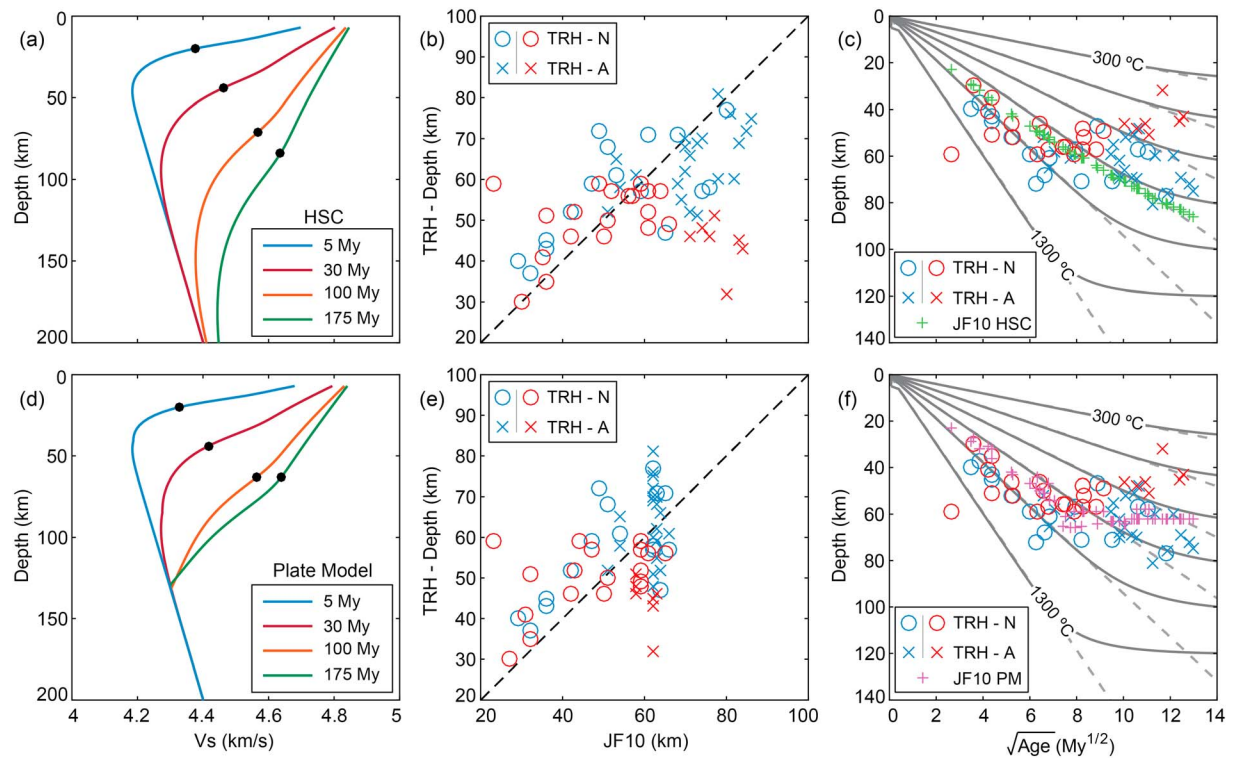 (a)
0
50
100
150
200
Depth (km)
HSC
5 My
30 My
100 My
175 My
(b)
100
90
80
70
60
50
40
30
20
TRH - Depth (km)
TRH - N
TRH - A
(c)
0
20
40
60
80
100
120
140
Depth (km)
300 ºC
1300 ºC
TRH - N
TRH - A
JF10 HSC
(d)
0
50
100
150
200
Depth (km)
Plate Model
5 My
30 My
100 My
175 My
4
4.2
4.4
4.6
4.8
5
Vs (km/s)
(e)
100
90
80
70
60
50
40
30
20
TRH - Depth (km)
TRH - N
TRH - A
20
40
60
80
100
JF10 (km)
(f)
0
20
40
60
80
100
120
140
Depth (km)
300 ºC
1300 ºC
TRH - N
TRH - A
JF10 PM
0
2
4
6
8
10
12
14
√Age (My^1/2)